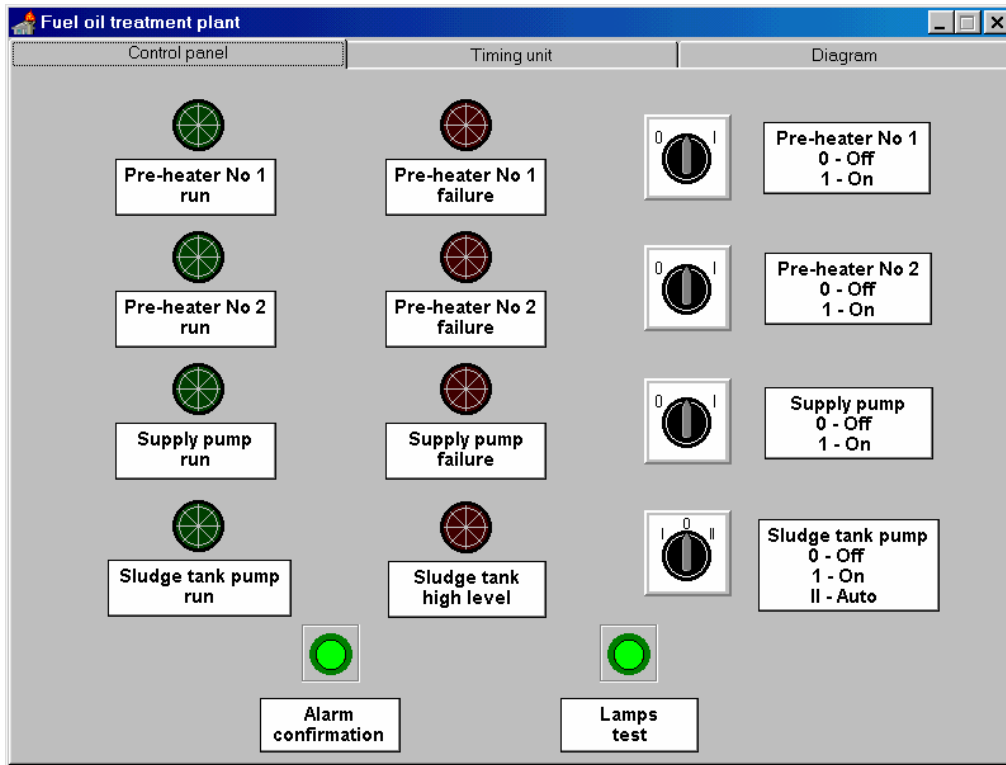 Fuel oil treatment plant
Control panel
Timing unit
Diagram
Pre-heater No 1
run
Pre-heater No 1
failure
0 I
Pre-heater No 1
0 - Off
1 - On
Pre-heater No 2
run
Pre-heater No 2
failure
0 I
Pre-heater No 2
0 - Off
1 - On
Supply pump
run
Supply pump
failure
0 I
Supply pump
0 - Off
1 - On
Sludge tank pump
run
Sludge tank
high level
I 0 II
Sludge tank pump
0 - Off
1 - On
II - Auto
Alarm
confirmation
Lamps
test